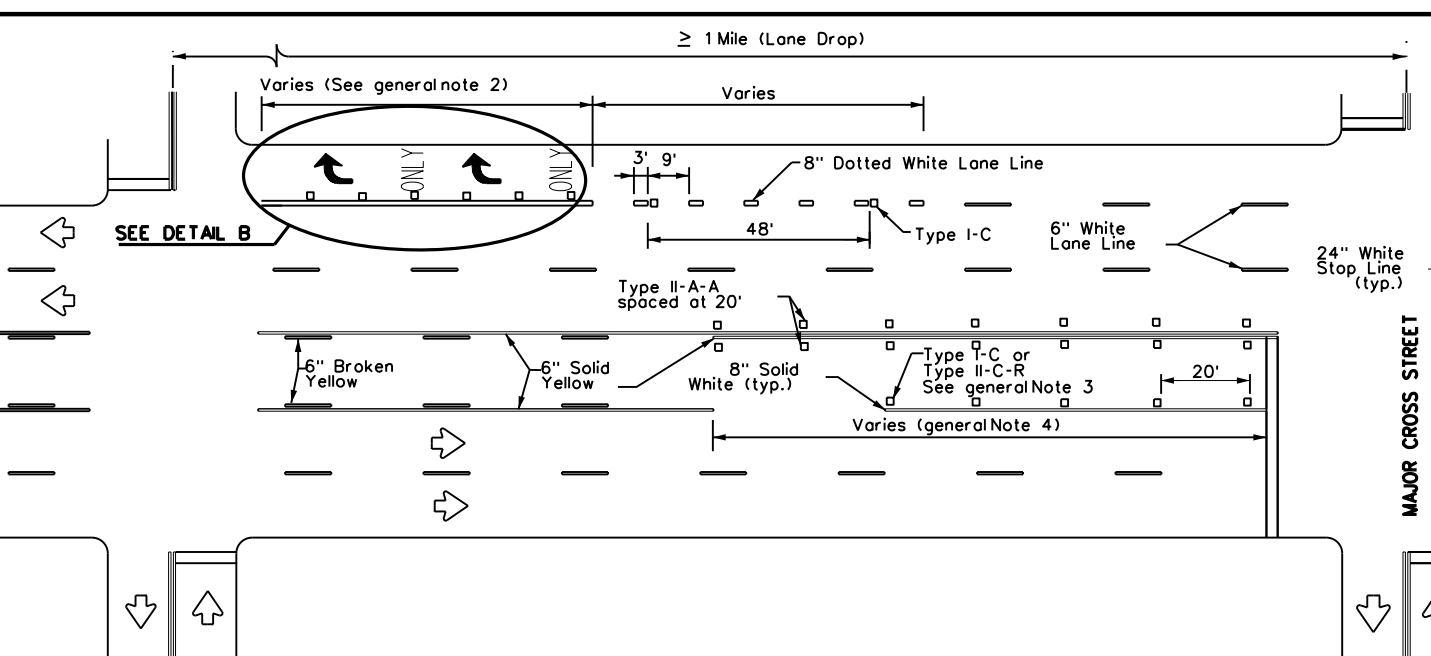 ≥ 1 Mile (Lane Drop)
Varies (See general note 2)
Varies
ONLY
ONLY
3'
9'
8" Dotted White Lane Line
SEE DETAIL B
48'
Type I-C
6" White
Lane Line
24" White
Stop Line
(typ.)
Type II-A-A
spaced at 20'
6" Broken
Yellow
6" Solid
Yellow
8" Solid
White (typ.)
Type I-C or
Type II-C-R
See general Note 3
20'
Varies (general Note 4)
MAJOR CROSS STREET